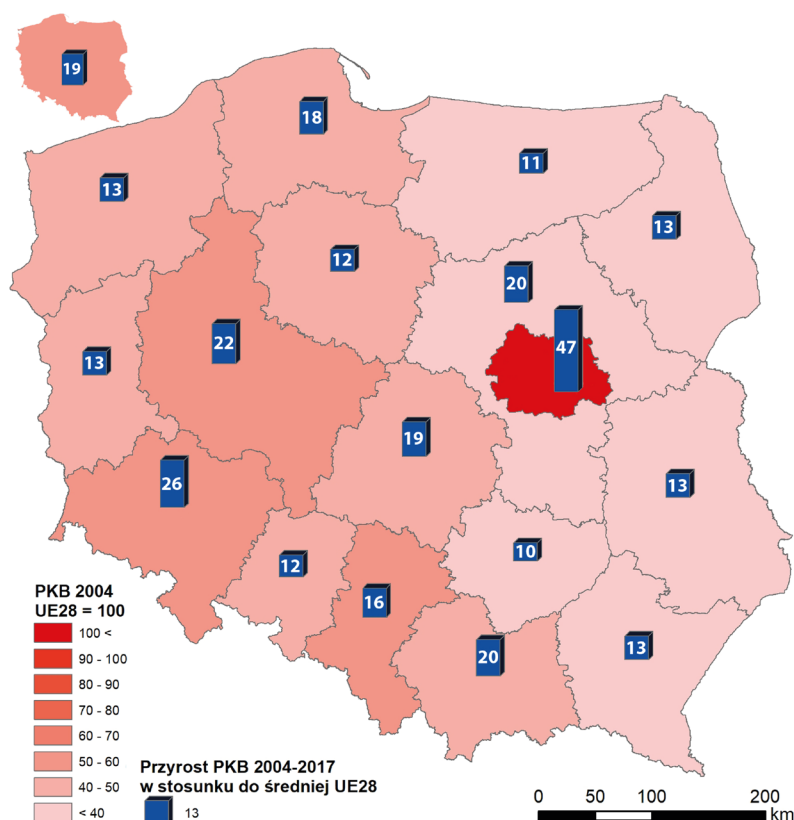 19
18
11
13
13
12
20
22
47
13
19
26
13
10
12
16
20
13
PKB 2004
UE28 = 100
100 <
90 - 100
80 - 90
70 - 80
60 - 70
50 - 60
40 - 50
< 40
Przyrost PKB 2004-2017
w stosunku do średniej UE28
13
0 50 100 200
km